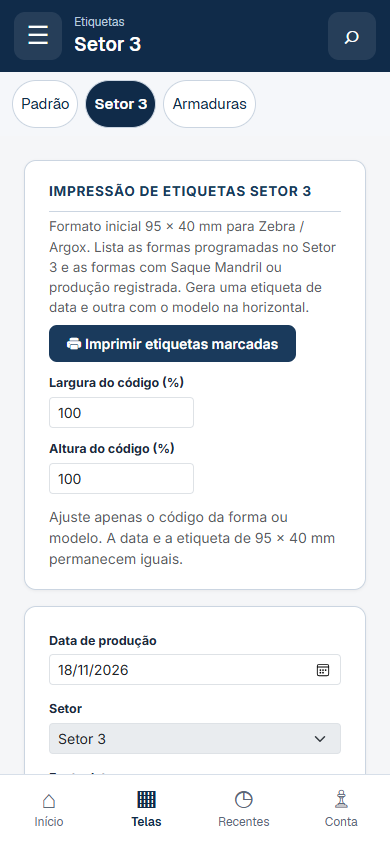 Etiquetas
Setor 3
Padrão Setor 3 Armaduras
IMPRESSÃO DE ETIQUETAS SETOR 3
Formato inicial 95 × 40 mm para Zebra /
Argox. Lista as formas programadas no Setor
3 e as formas com Saque Mandril ou
produção registrada. Gera uma etiqueta de
data e outra com o modelo na horizontal.
Imprimir etiquetas marcadas
Largura do código (%)
100
Altura do código (%)
100
Ajuste apenas o código da forma ou
modelo. A data e a etiqueta de 95 × 40 mm
permanecem iguais.
Data de produção
18/11/2026
Setor
Setor 3
Início Telas Recentes Conta